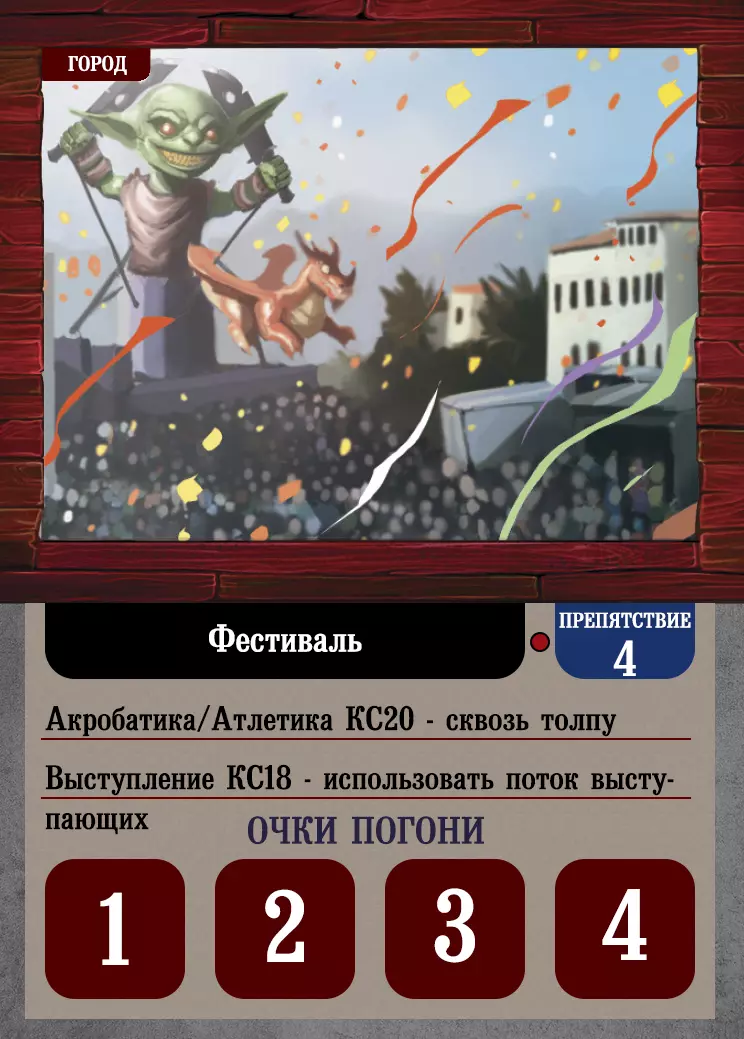 ГОРОД
Фестиваль
ПРЕПЯТСТВИЕ
4
Акробатика/Атлетика КС20 - сквозь толпу
Выступление КС18 - использовать поток высту-
пающих
ОЧКИ ПОГОНИ
1 2 3 4